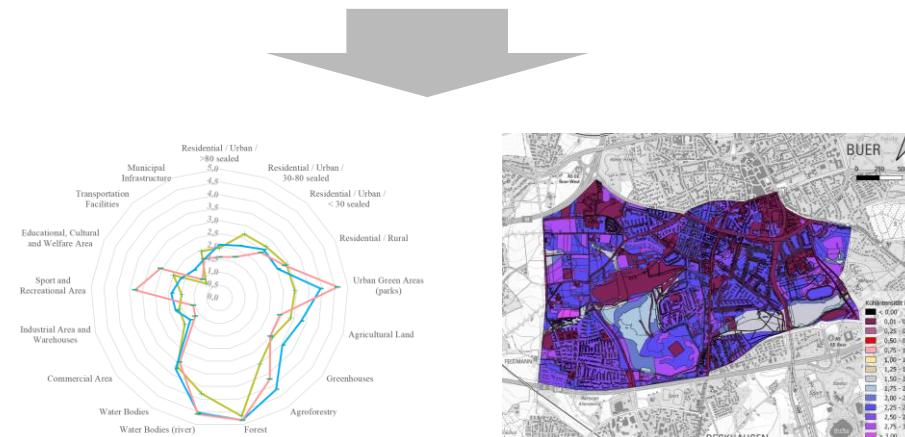 Residential / Urban /
>80 sealed
Residential / Urban /
30-80 sealed
Residential / Urban /
< 30 sealed
Residential / Rural
Urban Green Areas
(parks)
Agricultural Land
Greenhouses
Agroforestry
Forest
Water Bodies (river)
Water Bodies
Commercial Area
Industrial Area and
Warehouses
Sport and
Recreational Area
Educational, Cultural
and Welfare Area
Transportation
Facilities
Municipal
Infrastructure
5,0
4,5
4,0
3,5
3,0
2,5
2,0
1,5
1,0
0,5
0,0
BUER
0
250
< 0,00
0,01 -
0,25 -
0,50 -
0,75 -
1,00 -
1,25 -
1,50 -
1,75 -
2,00 -
2,25 -
2,50 -
2,75 -
> 3,00